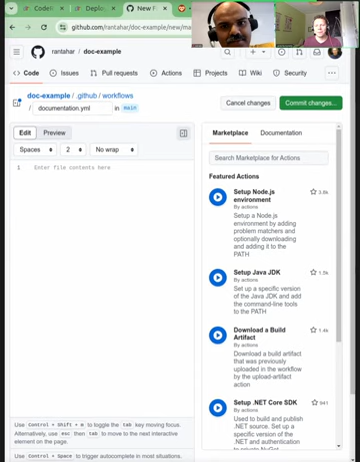 Coderi
Deploy
New F
github.com/rantahar/doc-example/new/ma
rantahar / doc-example
Code
Issues
Pull requests
Actions
Projects
Wiki
Security
doc-example / .github / workflows
/ documentation.yml in main
Cancel changes
Commit changes...
Edit
Preview
Spaces
2
No wrap
1 Enter file contents here
Marketplace
Documentation
Search Marketplace for Actions
Featured Actions
Setup Node.js
environment
By actions
3.8k
Setup a Node.js
environment by adding
problem matchers and
optionally downloading
and adding it to the
PATH
Setup Java JDK
By actions
1.5k
Set up a specific version
of the Java JDK and add
the command-line tools
to the PATH
Download a Build
Artifact
By actions
1.4k
Download a build artifact
that was previously
uploaded in the workflow
by the upload-artifact
action
Setup .NET Core SDK
By actions
941
Used to build and publish
.NET source. Set up a
specific version of the
.NET and authentication
to private NuGet
Use Control + Shift + m to toggle the tab key moving focus.
Alternatively, use esc then tab to move to the next interactive
element on the page.
Use Control + Space to trigger autocomplete in most situations.